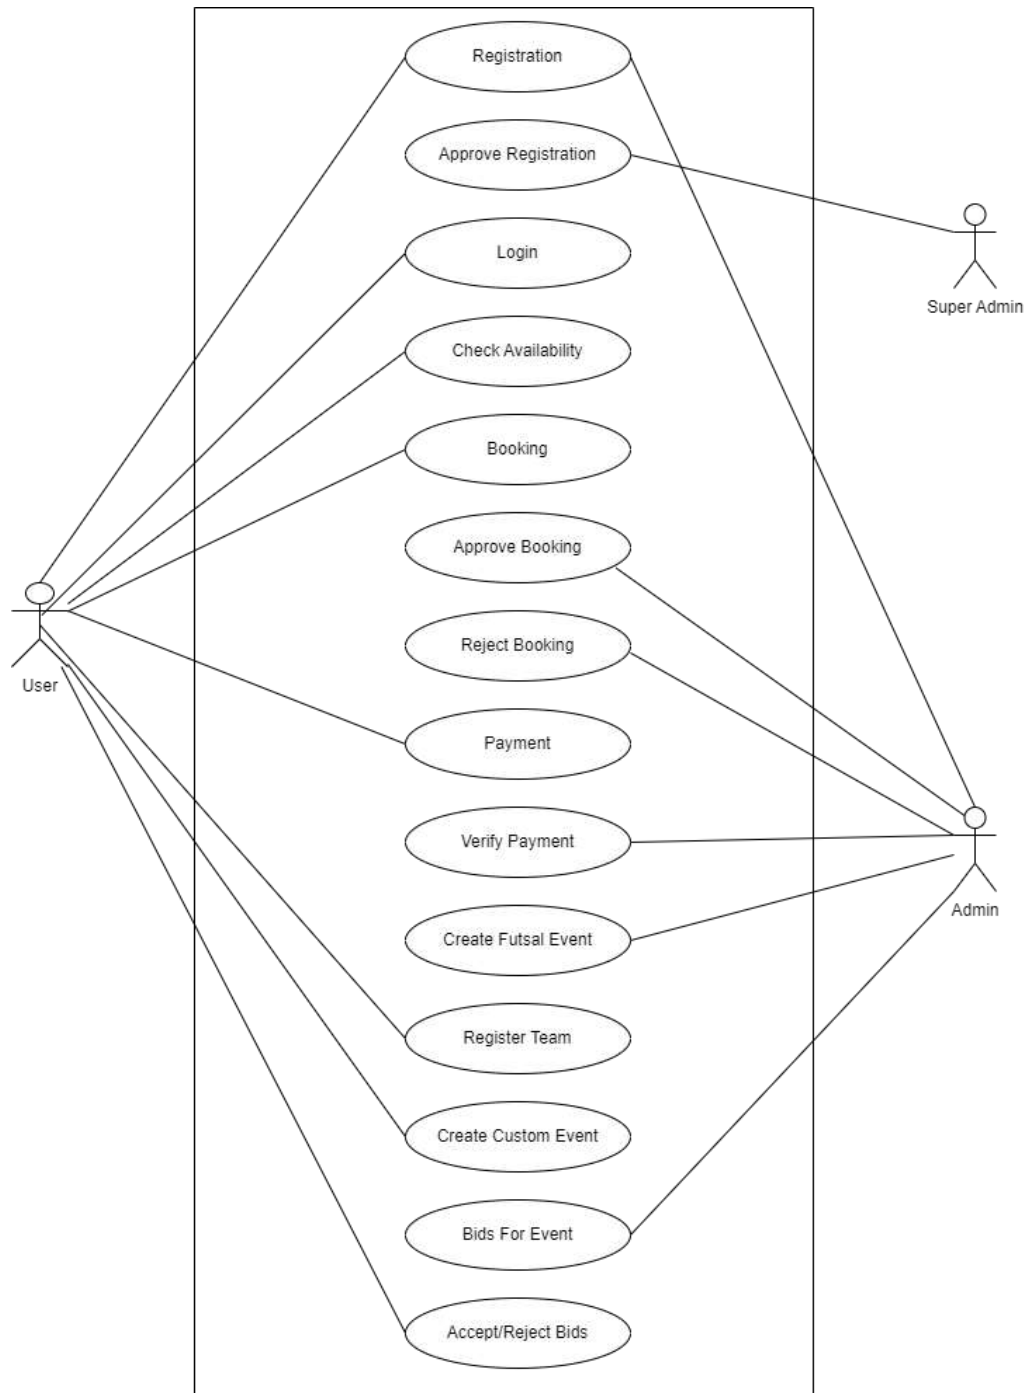 Registration
Approve Registration
Login
Super Admin
Check Availability
Booking
Approve Booking
Reject Booking
User
Payment
Verify Payment
Admin
Create Futsal Event
Register Team
Create Custom Event
Bids For Event
Accept/Reject Bids